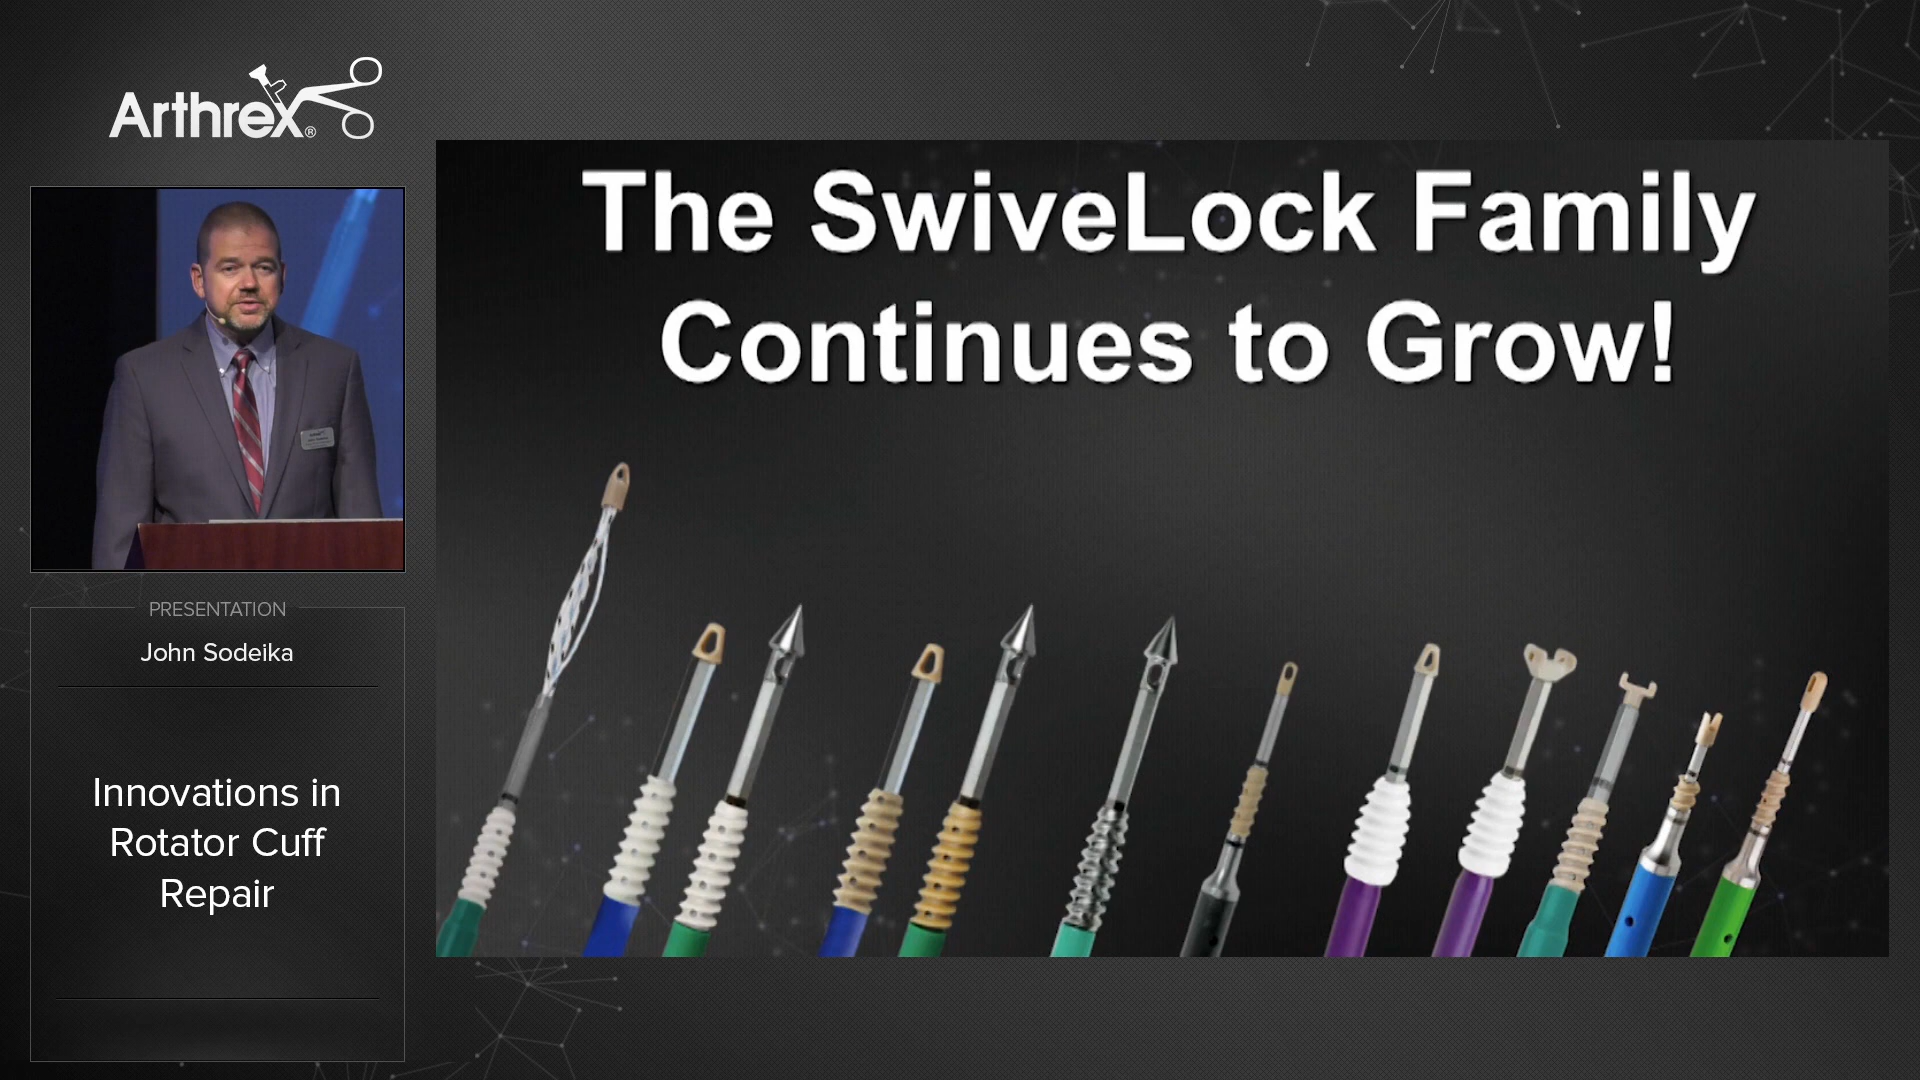 Arthrex®
The SwiveLock Family
Continues to Grow!
PRESENTATION
John Sodeika
Innovations in
Rotator Cuff
Repair